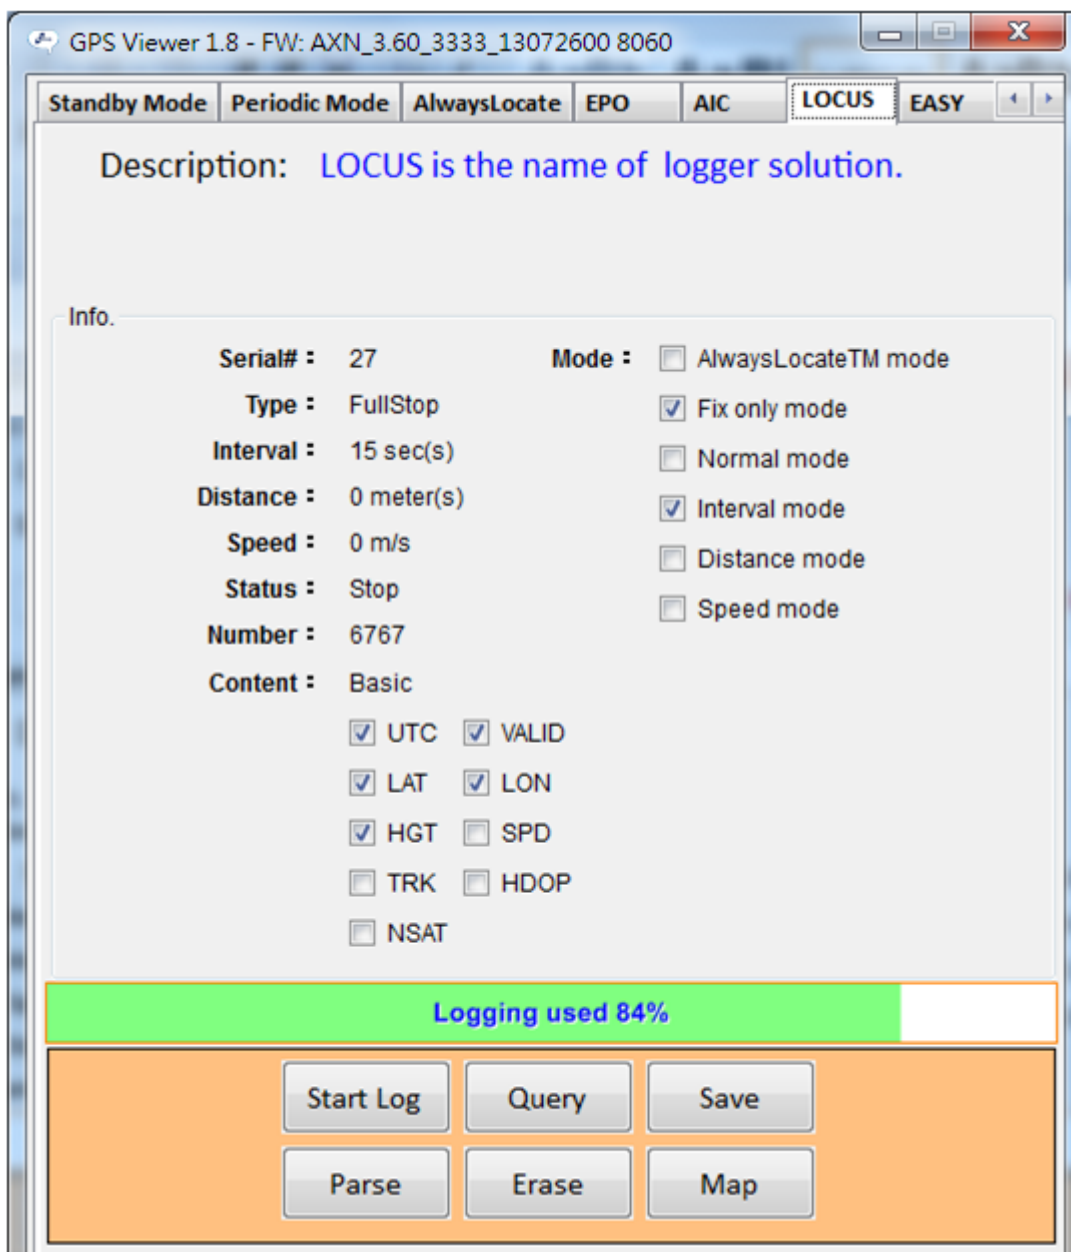 GPS Viewer 1.8 - FW: AXN_3.60_3333_13072600 8060
Standby Mode Periodic Mode AlwaysLocate EPO AIC LOCUS EASY
Description: LOCUS is the name of logger solution.
Info.
Serial# : 27 Mode : AlwaysLocateTM mode
Type : FullStop Fix only mode
Interval : 15 sec(s) Normal mode
Distance : 0 meter(s) Interval mode
Speed : 0 m/s Distance mode
Status : Stop Speed mode
Number : 6767
Content : Basic
UTC VALID
LAT LON
HGT SPD
TRK HDOP
NSAT
Logging used 84%
Start Log Query Save
Parse Erase Map